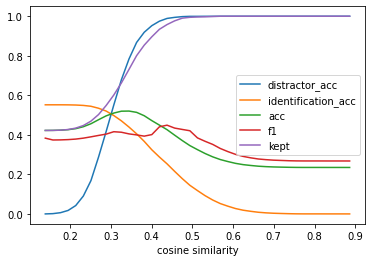 1.0
0.8
0.6
0.4
0.2
0.0
distractor_acc
identification_acc
acc
f1
kept
0.2 0.3 0.4 0.5 0.6 0.7 0.8 0.9
cosine similarity